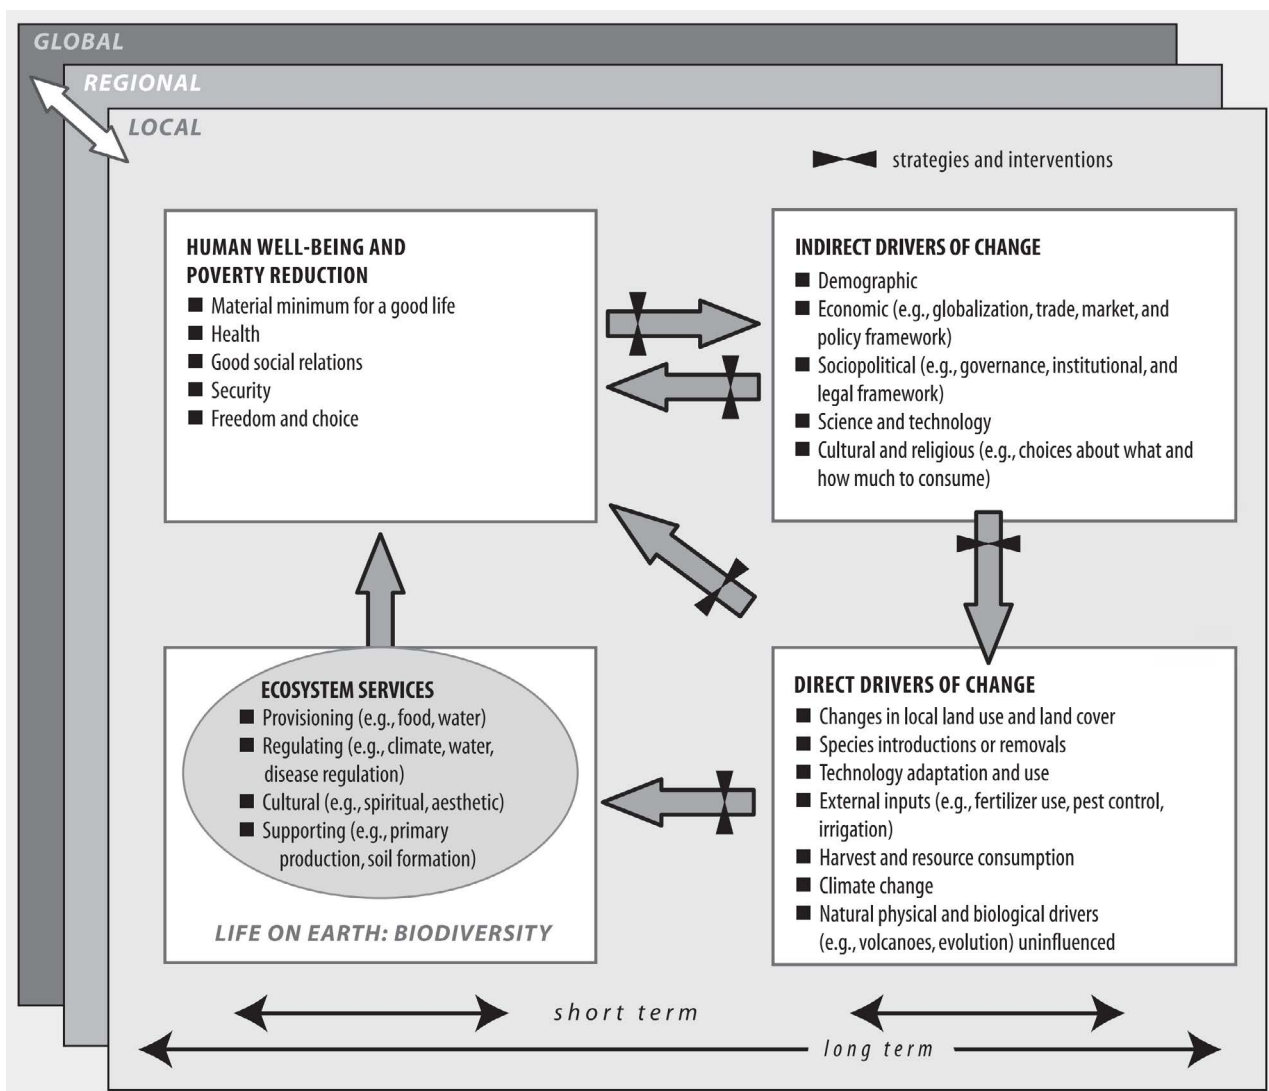 GLOBAL
REGIONAL
LOCAL
strategies and interventions
HUMAN WELL-BEING AND
POVERTY REDUCTION
■ Material minimum for a good life
■ Health
■ Good social relations
■ Security
■ Freedom and choice
INDIRECT DRIVERS OF CHANGE
■ Demographic
■ Economic (e.g., globalization, trade, market, and
policy framework)
■ Sociopolitical (e.g., governance, institutional, and
legal framework)
■ Science and technology
■ Cultural and religious (e.g., choices about what and
how much to consume)
ECOSYSTEM SERVICES
■ Provisioning (e.g., food, water)
■ Regulating (e.g., climate, water,
disease regulation)
■ Cultural (e.g., spiritual, aesthetic)
■ Supporting (e.g., primary
production, soil formation)
LIFE ON EARTH: BIODIVERSITY
DIRECT DRIVERS OF CHANGE
■ Changes in local land use and land cover
■ Species introductions or removals
■ Technology adaptation and use
■ External inputs (e.g., fertilizer use, pest control,
irrigation)
■ Harvest and resource consumption
■ Climate change
■ Natural physical and biological drivers
(e.g., volcanoes, evolution) uninfluenced
short term
long term